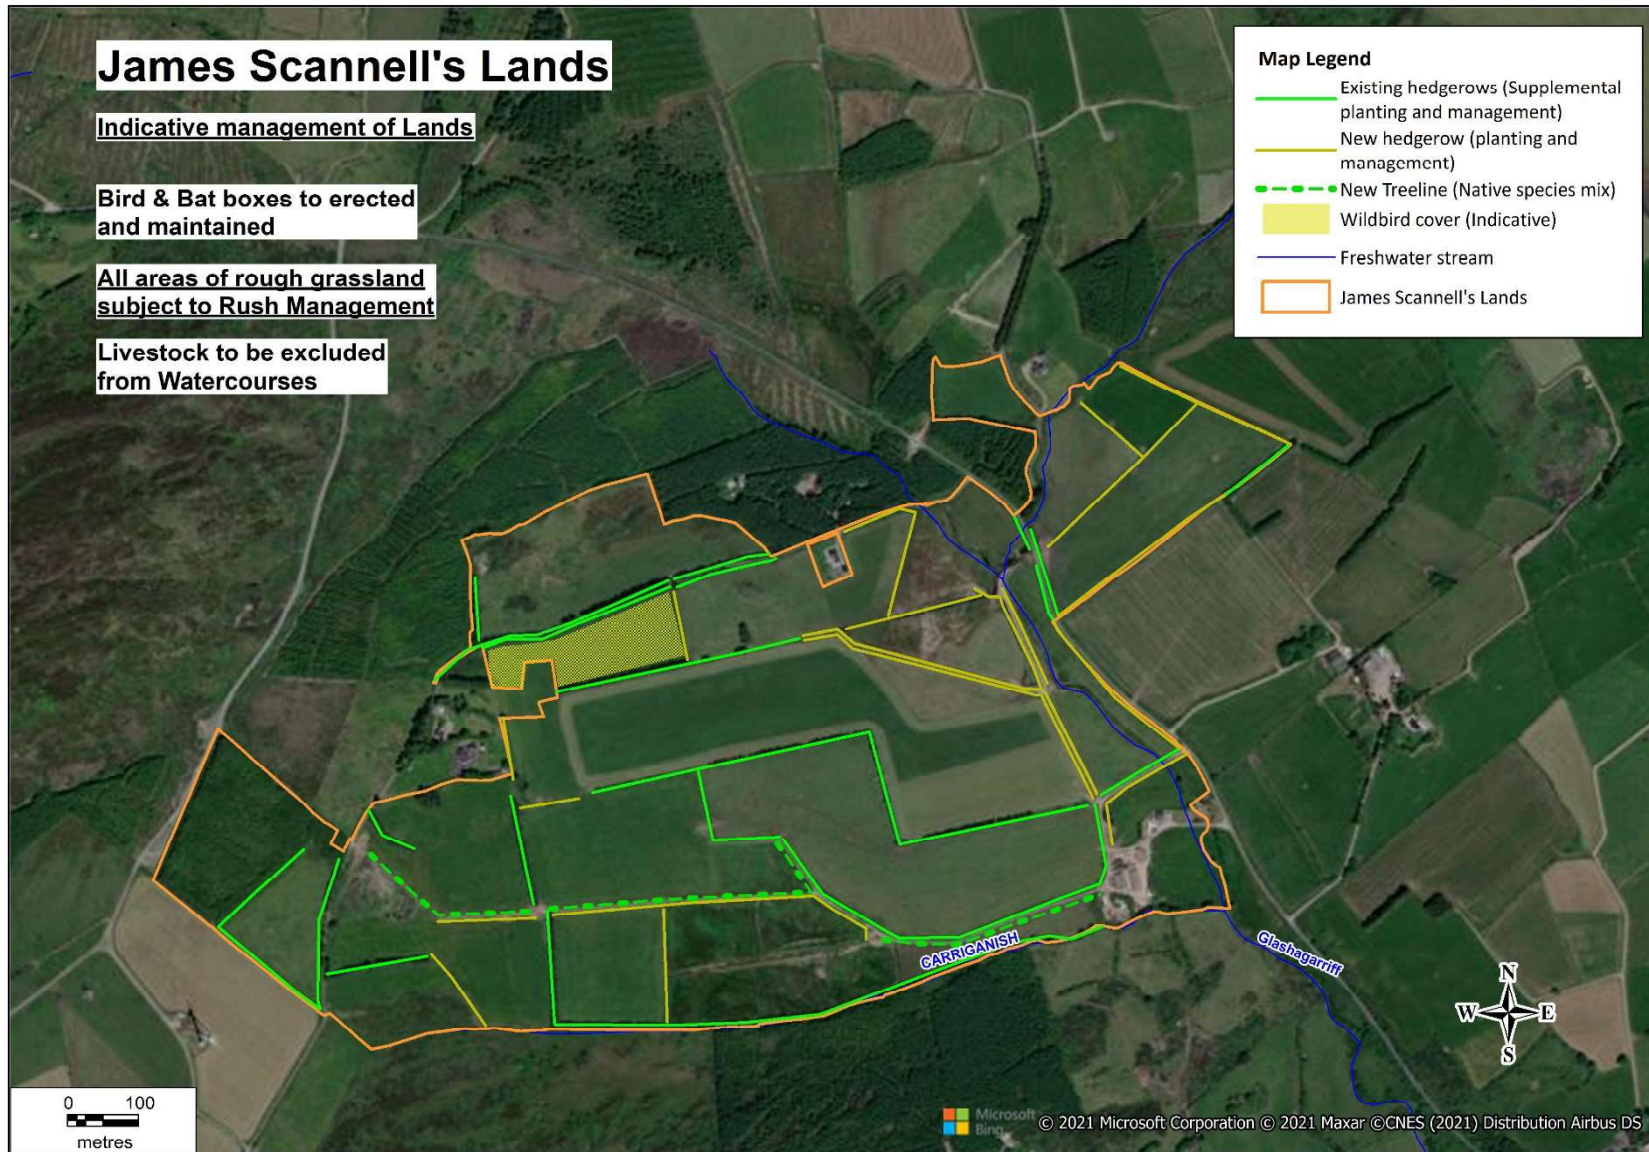 James Scannell's Lands
Indicative management of Lands
Bird & Bat boxes to erected
and maintained
All areas of rough grassland
subject to Rush Management
Livestock to be excluded
from Watercourses
Map Legend
Existing hedgerows (Supplemental
planting and management)
New hedgerow (planting and
management)
New Treeline (Native species mix)
Wildbird cover (Indicative)
Freshwater stream
James Scannell's Lands
CARRIGANISH
Glashagarriff
N
W E
S
0 100
metres
Microsoft
Bing
© 2021 Microsoft Corporation © 2021 Maxar ©CNES (2021) Distribution Airbus DS